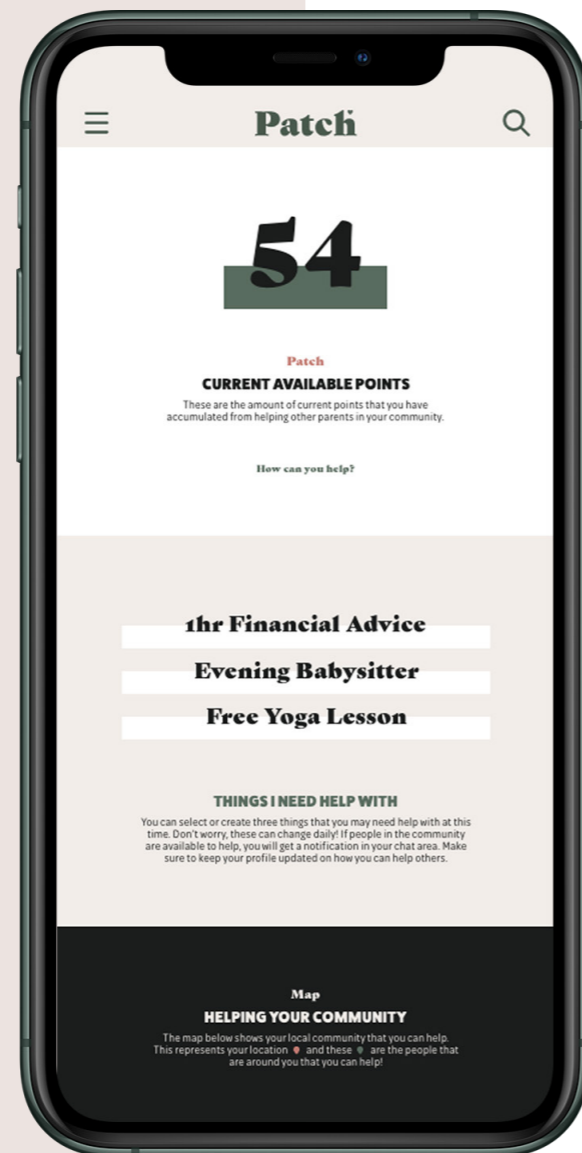 Patch
54
Patch
CURRENT AVAILABLE POINTS
These are the amount of current points that you have
accumulated from helping other parents in your community.
How can you help?
1hr Financial Advice
Evening Babysitter
Free Yoga Lesson
THINGS I NEED HELP WITH
You can select or create three things that you may need help with at this
time. Don't worry, these can change daily! If people in the community
are available to help, you will get a notification in your chat area. Make
sure to keep your profile updated on how you can help others.
Map
HELPING YOUR COMMUNITY
The map below shows your local community that you can help.
This represents your location and these are the people that
are around you that you can help!